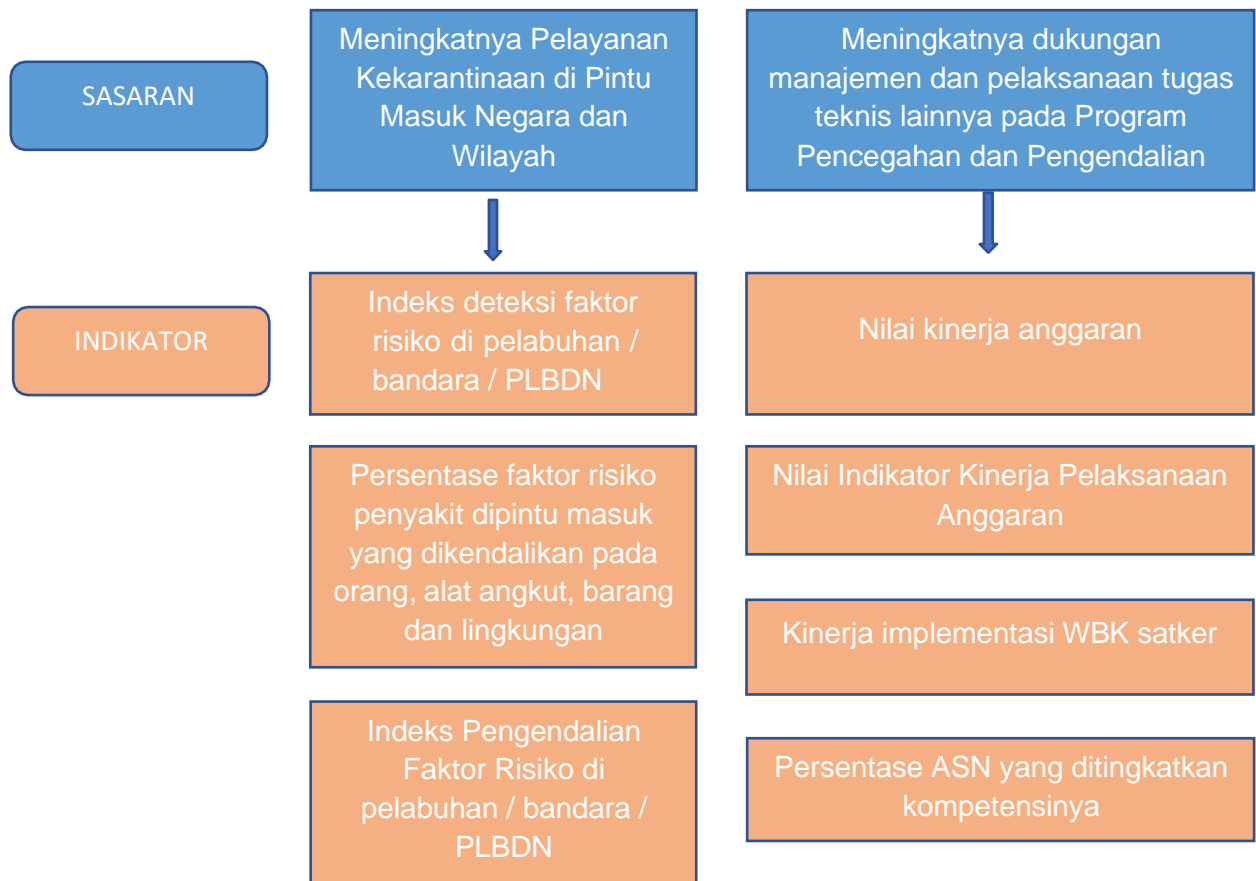 SASARAN
Meningkatnya Pelayanan
Kekarantinaan di Pintu
Masuk Negara dan
Wilayah
Meningkatnya dukungan
manajemen dan pelaksanaan tugas
teknis lainnya pada Program
Pencegahan dan Pengendalian
INDIKATOR
Indeks deteksi faktor
risiko di pelabuhan /
bandara / PLBDN
Nilai kinerja anggaran
Persentase faktor risiko
penyakit dipintu masuk
yang dikendalikan pada
orang, alat angkut, barang
dan lingkungan
Nilai Indikator Kinerja Pelaksanaan
Anggaran
Kinerja implementasi WBK satker
Indeks Pengendalian
Faktor Risiko di
pelabuhan / bandara /
PLBDN
Persentase ASN yang ditingkatkan
kompetensinya